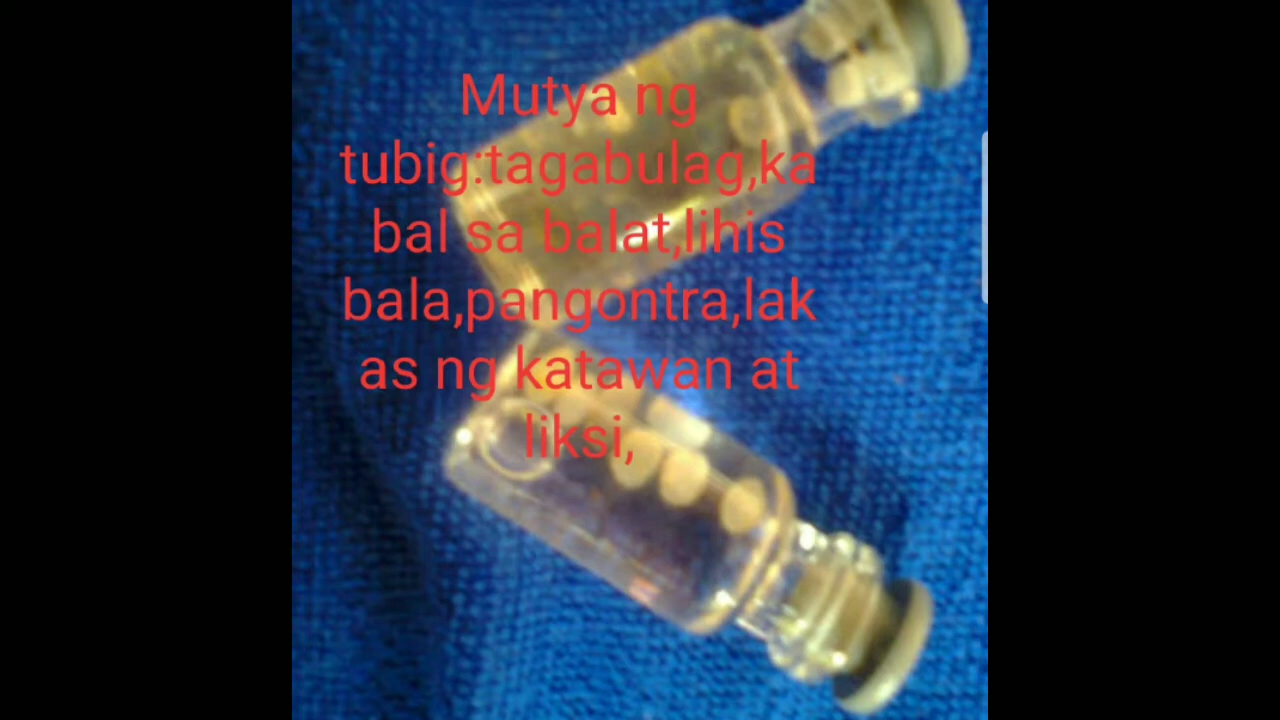 Mutya ng
tubig:tagabulag,ka
bal sa balat,lihis
bala,pangontra,lak
as ng katawan at
liksi,